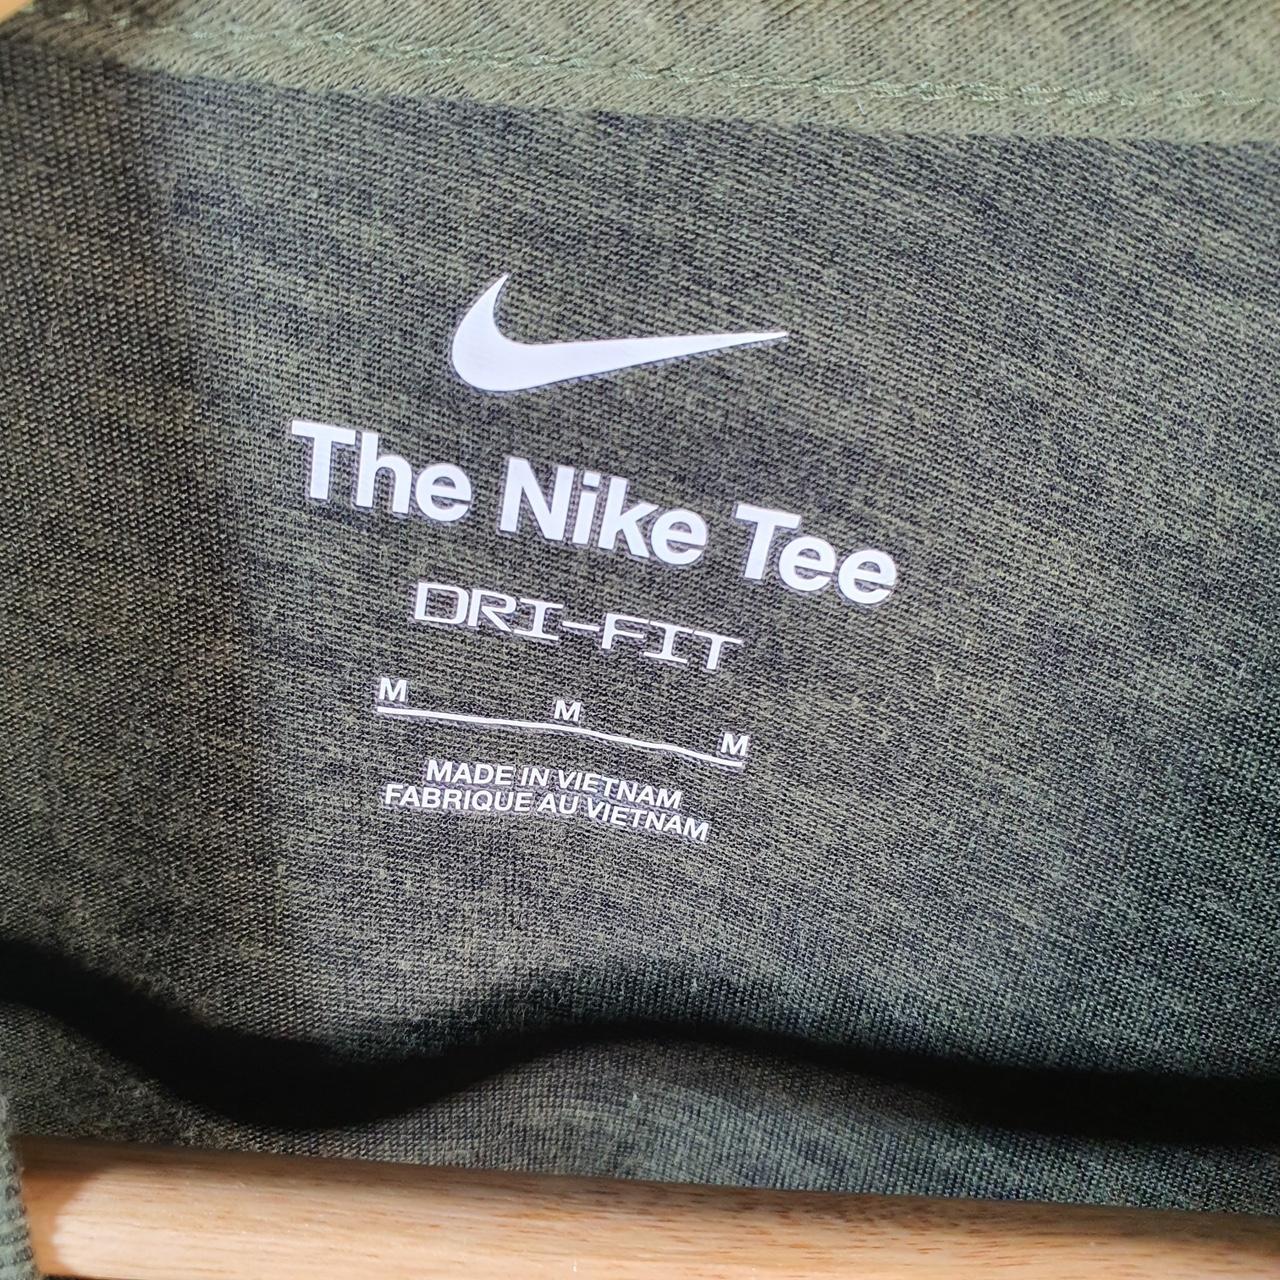 The Nike Tee
DRI-FIT
M M M
MADE IN VIETNAM
FABRIQUE AU VIETNAM